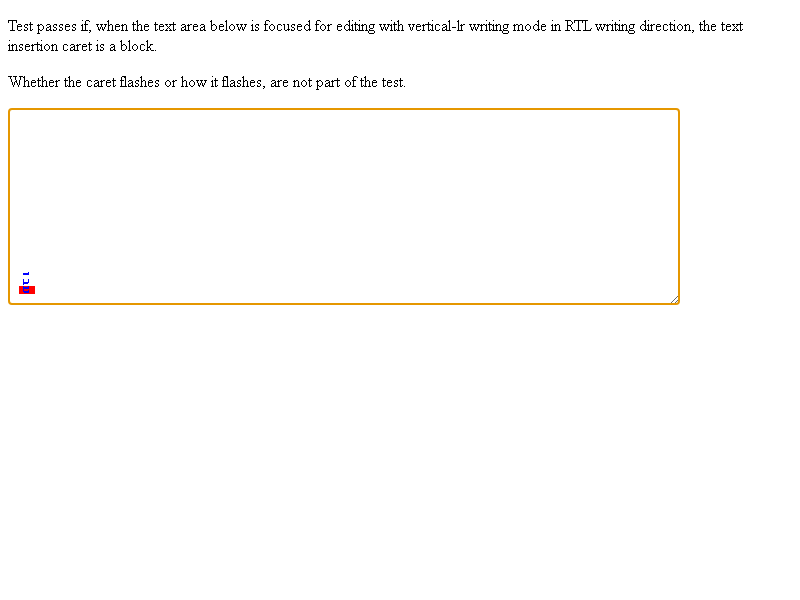 Test passes if, when the text area below is focused for editing with vertical-lr writing mode in RTL writing direction, the text
insertion caret is a block.
Whether the caret flashes or how it flashes, are not part of the test.